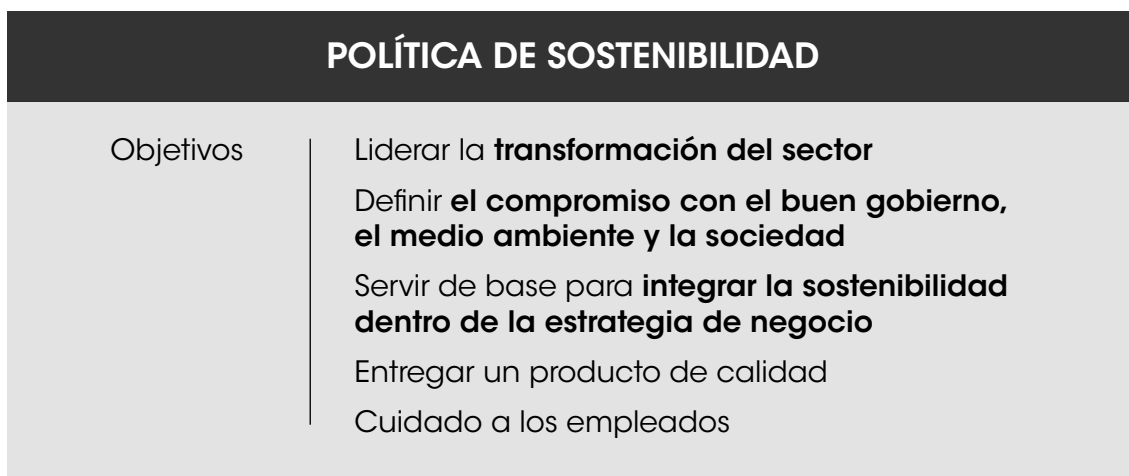 POLÍTICA DE SOSTENIBILIDAD
Objetivos
Liderar la transformación del sector
Definir el compromiso con el buen gobierno,
el medio ambiente y la sociedad
Servir de base para integrar la sostenibilidad
dentro de la estrategia de negocio
Entregar un producto de calidad
Cuidado a los empleados